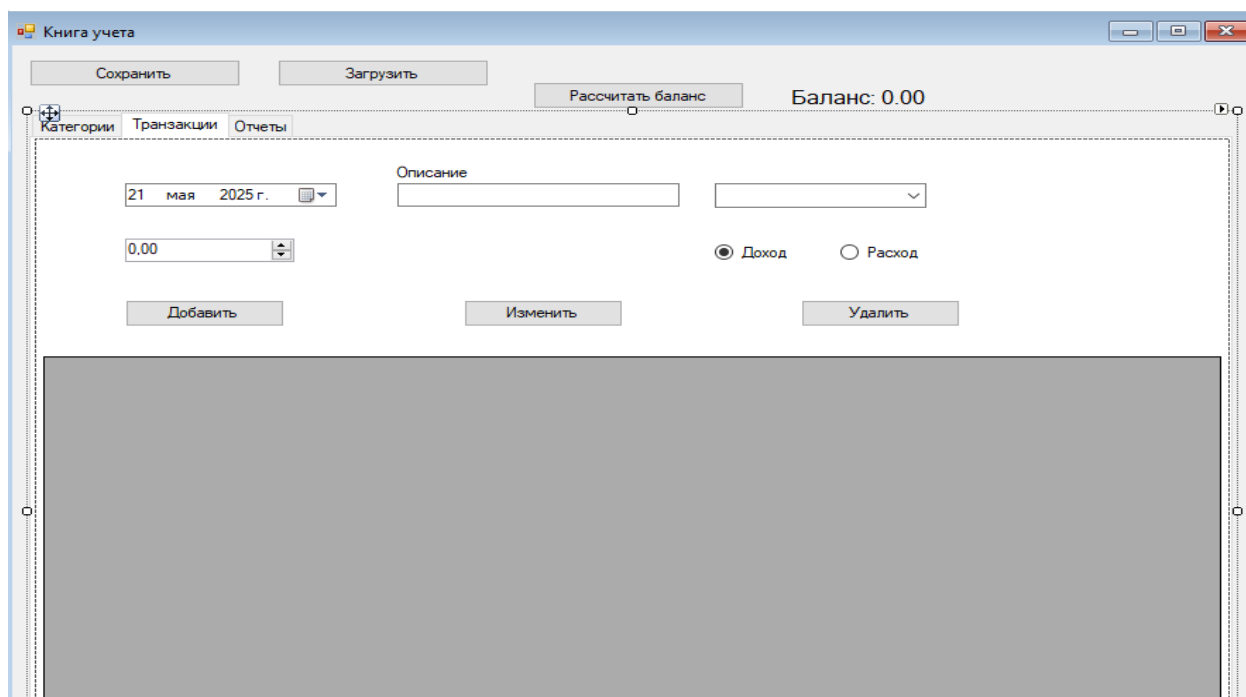 Книга учета
Сохранить Загрузить
Рассчитать баланс Баланс: 0.00
Категории Транзакции Отчеты
Описание
21 мая 2025 г.
0,00 Доход Расход
Добавить Изменить Удалить